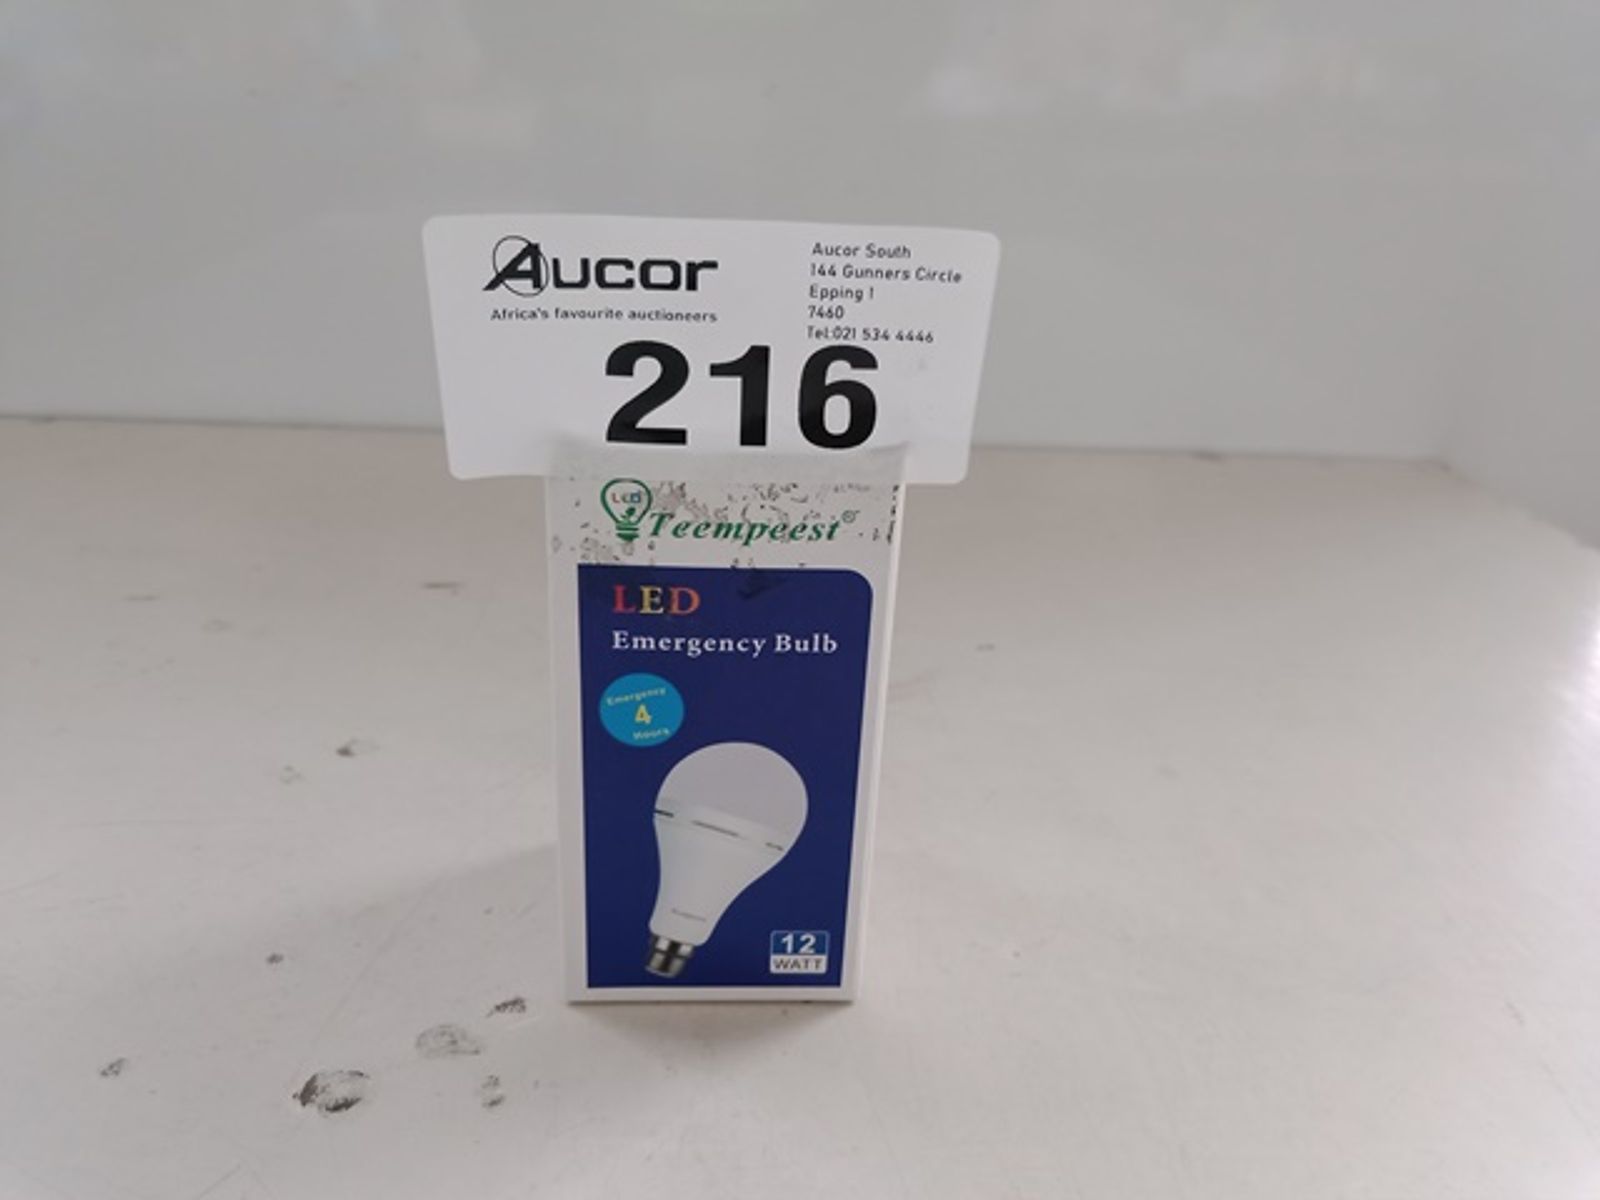 Aucor
Africa's favourite auctioneers
Aucor South
144 Gunners Circle
Epping 1
7460
Tel:021 534 4446
216
LED
Teempeest®
LED
Emergency Bulb
Emergency
4
Hours
12
WATT